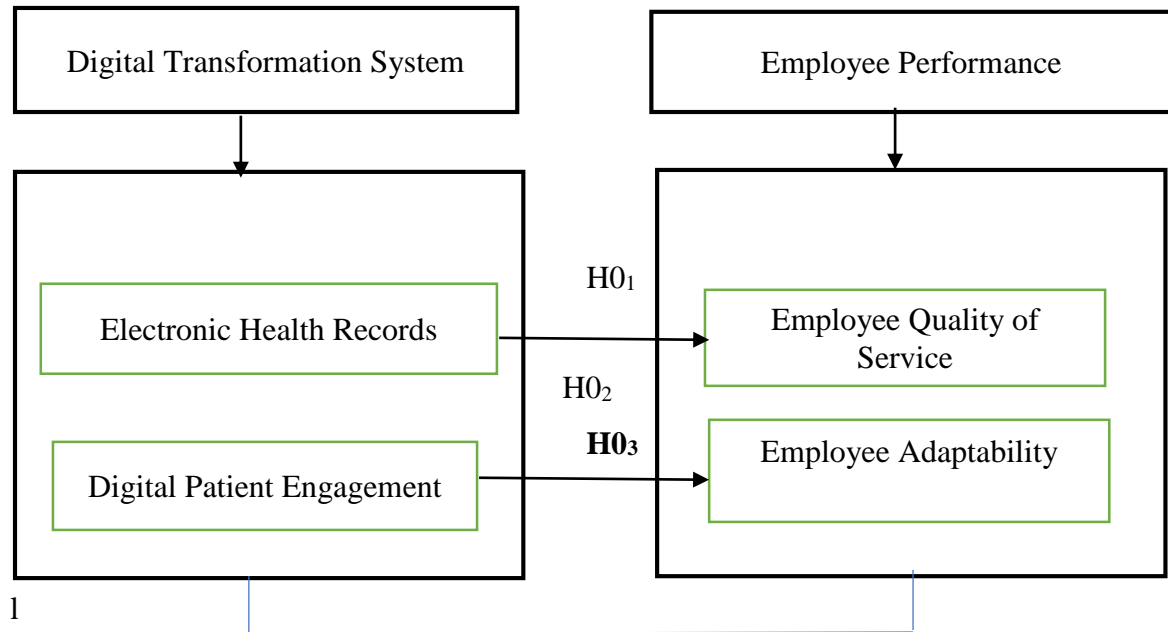 Digital Transformation System
Employee Performance
H0₁
Electronic Health Records
Employee Quality of
Service
H0₂
H0₃
Digital Patient Engagement
Employee Adaptability
l